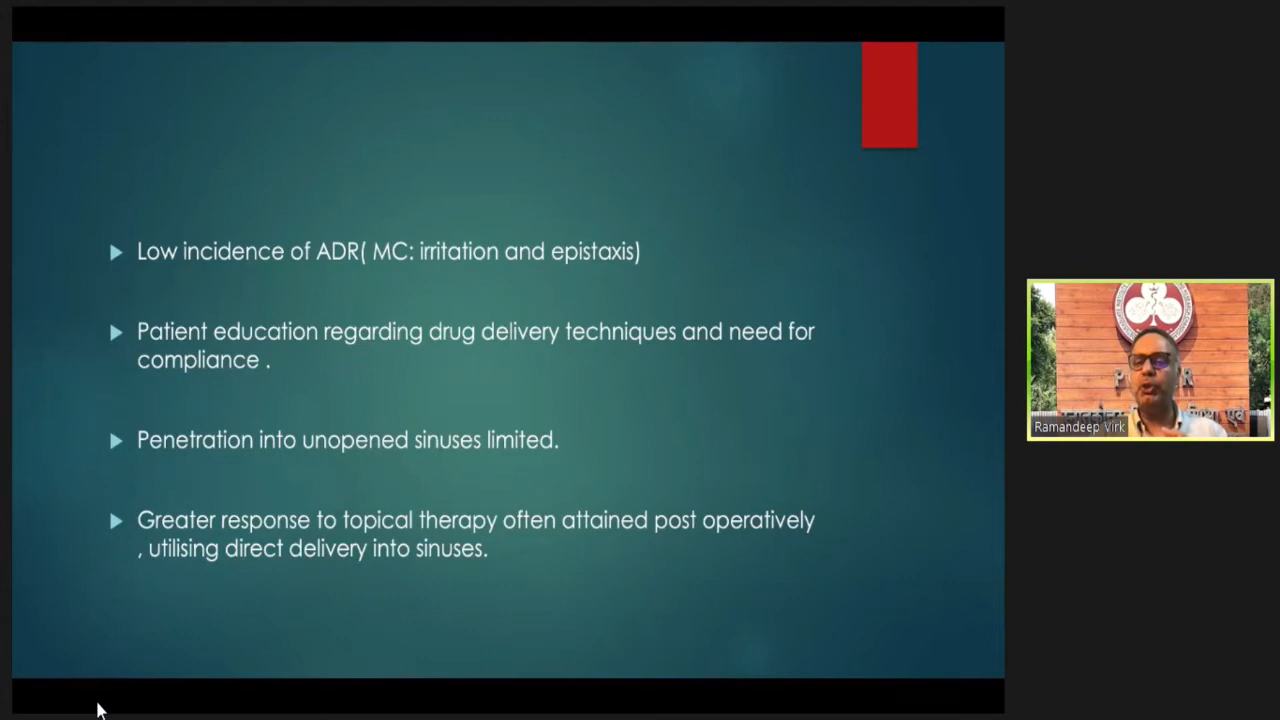 Low incidence of ADR( MC: irritation and epistaxis)
Patient education regarding drug delivery techniques and need for
compliance .
Penetration into unopened sinuses limited.
Greater response to topical therapy often attained post operatively
, utilising direct delivery into sinuses.
Ramandeep Virk